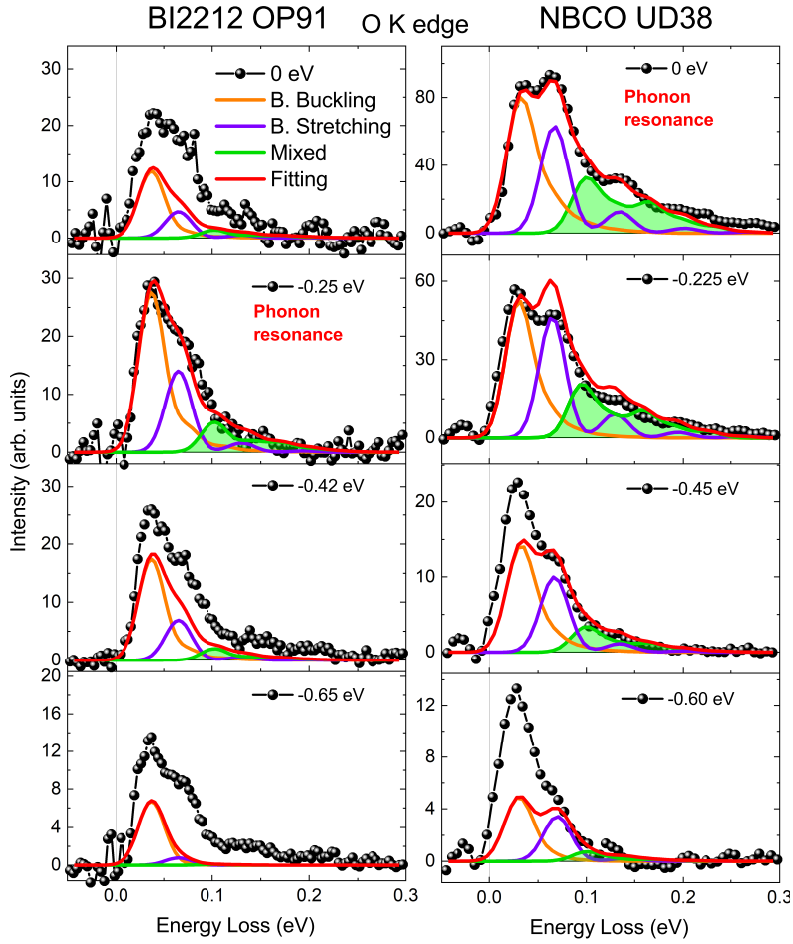 BI2212 OP91
O K edge
NBCO UD38
0 eV
B. Buckling
B. Stretching
Mixed
Fitting
30
20
10
0
0 eV
Phonon
resonance
80
40
0
-0.25 eV
Phonon
resonance
30
20
10
0
-0.225 eV
60
30
0
-0.42 eV
30
20
10
0
-0.45 eV
20
10
0
-0.65 eV
20
16
12
8
4
0
-0.60 eV
12
8
4
0
Intensity (arb. units)
0.0 0.1 0.2 0.3
0.0 0.1 0.2 0.3
Energy Loss (eV)
Energy Loss (eV)